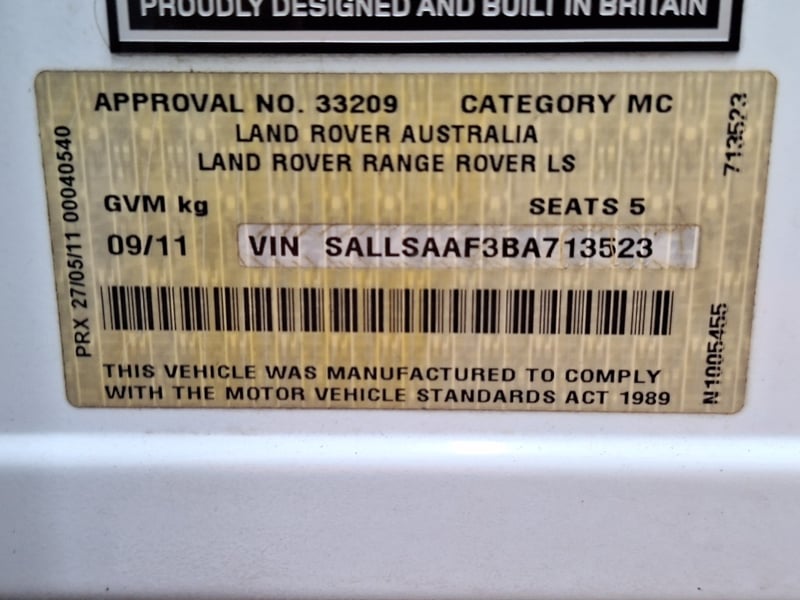 PROUDLY DESIGNED AND BUILT IN BRITAIN
APPROVAL NO. 33209 CATEGORY MC
LAND ROVER AUSTRALIA
LAND ROVER RANGE ROVER LS
GVM kg SEATS 5
09/11 VIN SALLSAAF3BA713523
THIS VEHICLE WAS MANUFACTURED TO COMPLY
WITH THE MOTOR VEHICLE STANDARDS ACT 1989
PRX 27/05/11 00040540
713523
N1005455